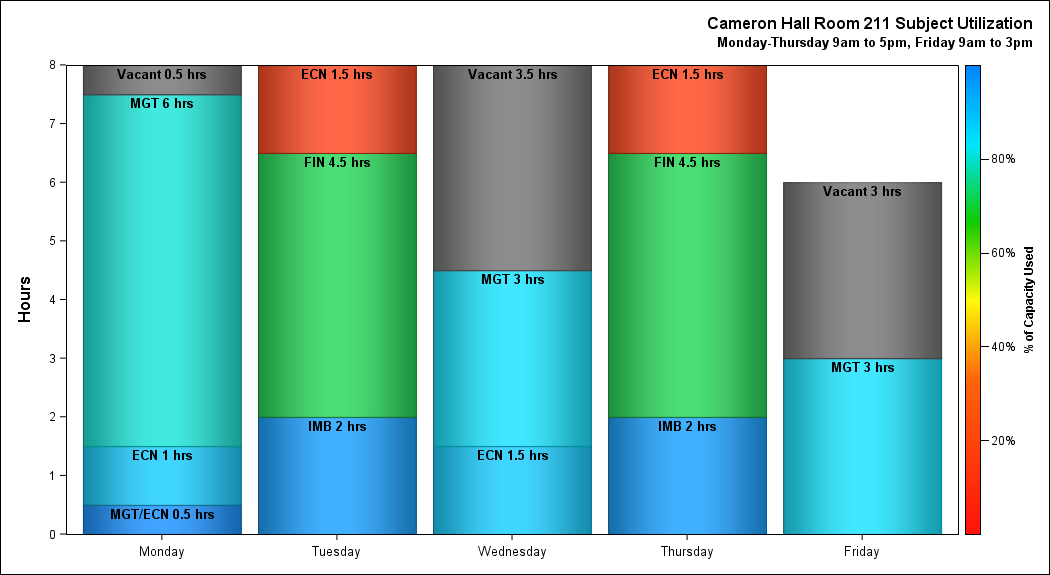 Cameron Hall Room 211 Subject Utilization
Monday-Thursday 9am to 5pm, Friday 9am to 3pm
Hours
8
7
6
5
4
3
2
1
0
Vacant 0.5 hrs
MGT 6 hrs
ECN 1 hrs
MGT/ECN 0.5 hrs
ECN 1.5 hrs
FIN 4.5 hrs
IMB 2 hrs
Vacant 3.5 hrs
MGT 3 hrs
ECN 1.5 hrs
ECN 1.5 hrs
FIN 4.5 hrs
IMB 2 hrs
Vacant 3 hrs
MGT 3 hrs
Monday
Tuesday
Wednesday
Thursday
Friday
80%
60%
40%
20%
% of Capacity Used